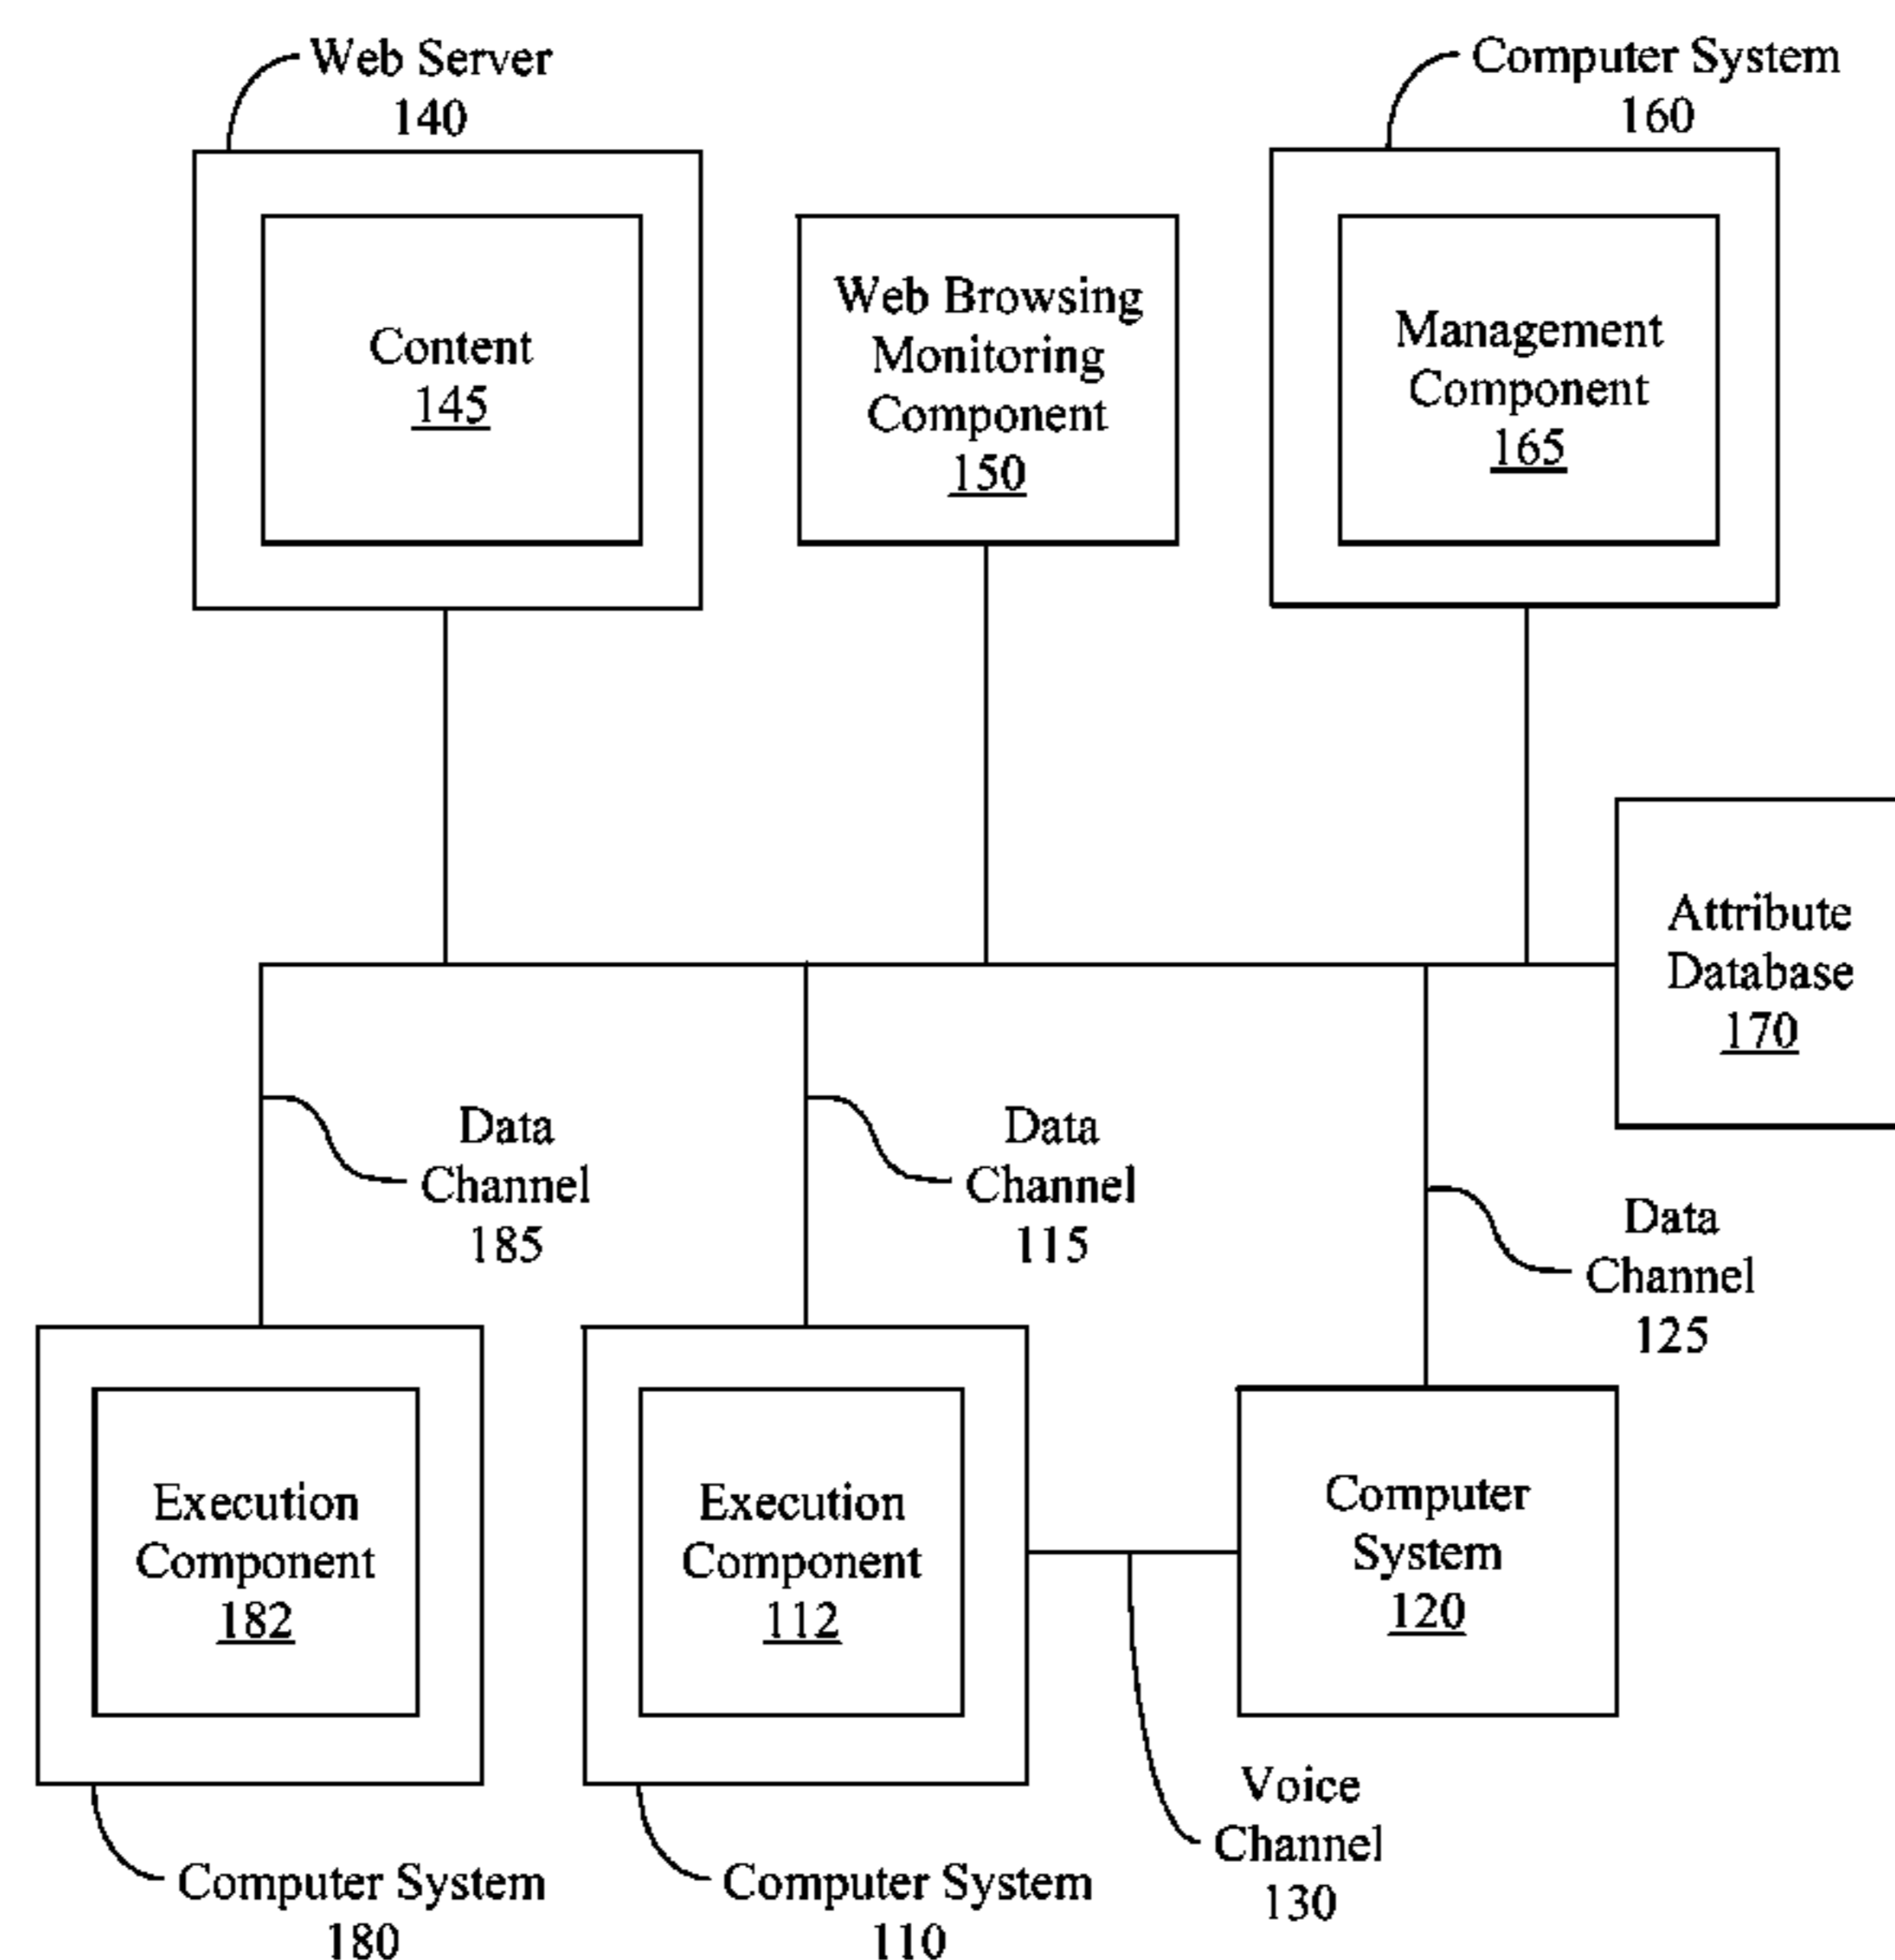 Web Server
140
Computer System
160
Content
145
Web Browsing
Monitoring
Component
150
Management
Component
165
Attribute
Database
170
Data
Channel
185
Data
Channel
115
Data
Channel
125
Execution
Component
182
Execution
Component
112
Computer
System
120
Voice
Channel
130
Computer System
180
Computer System
110